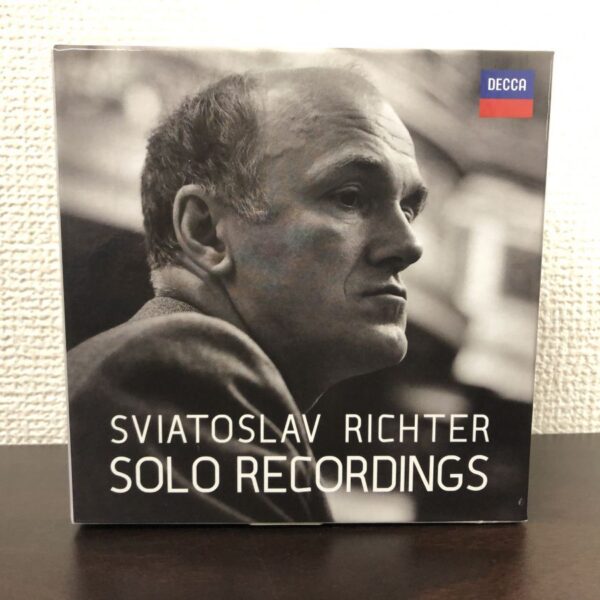 DECCA
SVIATOSLAV RICHTER
SOLO RECORDINGS